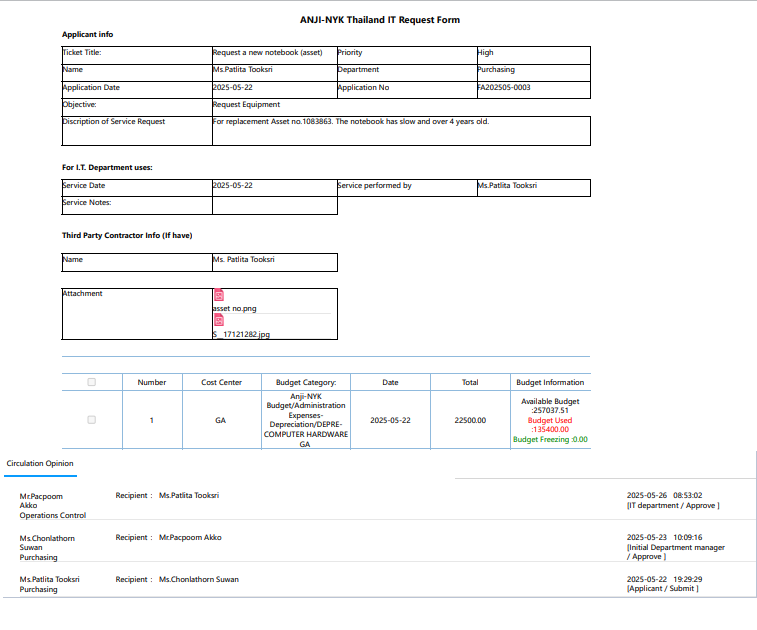 ANJI-NYK Thailand IT Request Form
Applicant info
Ticket Title: Request a new notebook (asset) Priority High
Name Ms.Patlita Tooksri Department Purchasing
Application Date 2025-05-22 Application No FA202505-0003
Objective: Request Equipment
Discription of Service Request For replacement Asset no.1083863. The notebook has slow and over 4 years old.
For I.T. Department uses:
Service Date 2025-05-22 Service performed by Ms.Patlita Tooksri
Service Notes:
Third Party Contractor Info (If have)
Name Ms. Patlita Tooksri
Attachment
asset no.png
S_17121282.jpg
Number Cost Center Budget Category: Date Total Budget Information
1 GA Anji-NYK Budget/Administration Expenses-Depreciation/DEPRE-COMPUTER HARDWARE GA 2025-05-22 22500.00 Available Budget :257037.51 Budget Used :135400.00 Budget Freezing :0.00
Circulation Opinion
Mr.Pacpoom Recipient : Ms.Patlita Tooksri 2025-05-26 08:53:02
Akko [IT department / Approve ]
Operations Control
Ms.Chonlathorn Recipient : Mr.Pacpoom Akko 2025-05-23 10:09:16
Suwan [Initial Department manager
Purchasing / Approve ]
Ms.Patlita Tooksri Recipient : Ms.Chonlathorn Suwan 2025-05-22 19:29:29
Purchasing [Applicant / Submit ]